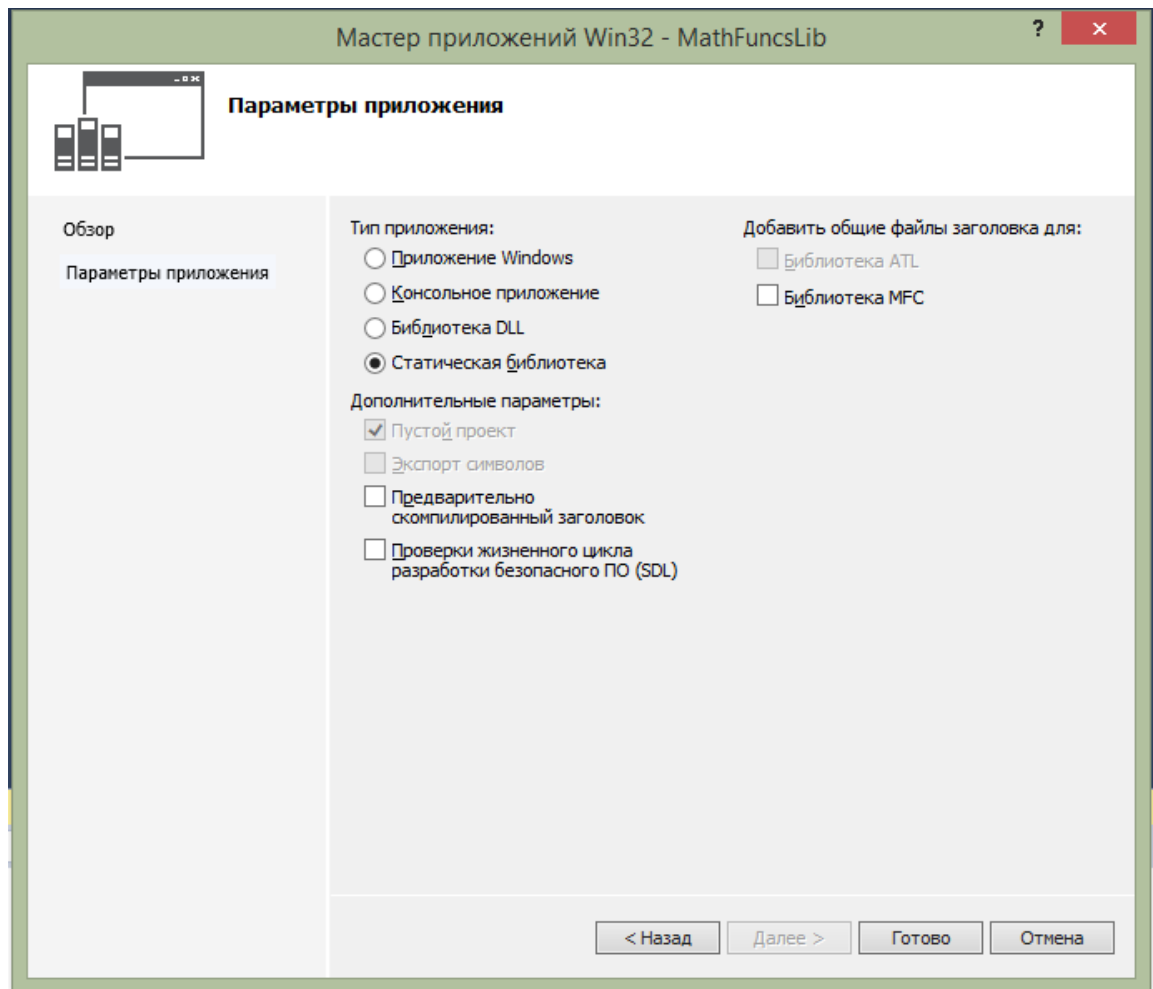 Мастер приложений Win32 - MathFuncsLib
?
Параметры приложения
Обзор
Параметры приложения
Тип приложения:
Приложение Windows
Консольное приложение
Библиотека DLL
Статическая библиотека
Дополнительные параметры:
Пустой проект
Экспорт символов
Предварительно
скомпилированный заголовок
Проверки жизненного цикла
разработки безопасного ПО (SDL)
Добавить общие файлы заголовка для:
Библиотека ATL
Библиотека MFC
< Назад
Далее >
Готово
Отмена